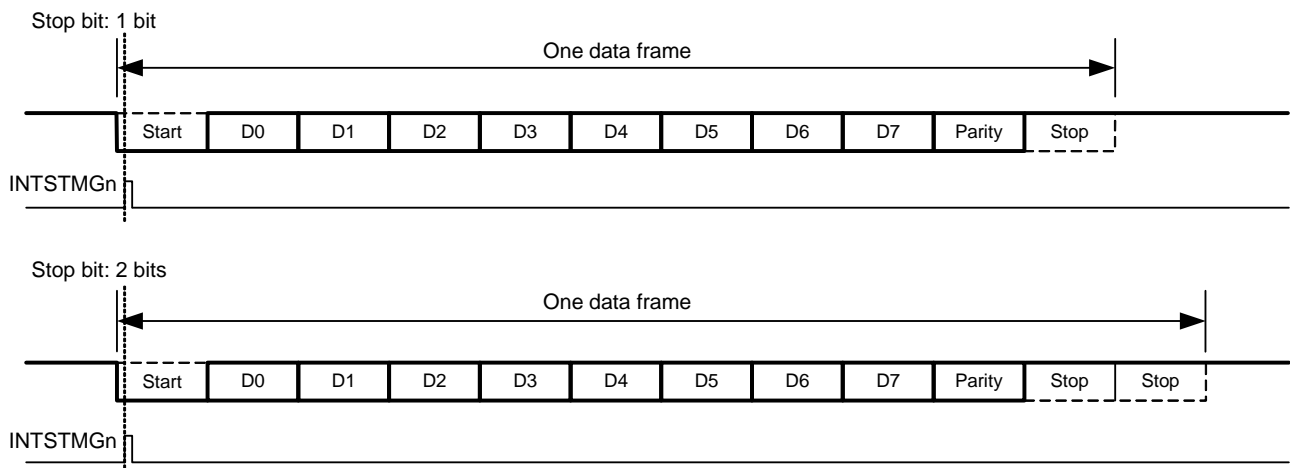 Stop bit: 1 bit
One data frame
Start D0 D1 D2 D3 D4 D5 D6 D7 Parity Stop
INTSTMGn
Stop bit: 2 bits
One data frame
Start D0 D1 D2 D3 D4 D5 D6 D7 Parity Stop Stop
INTSTMGn